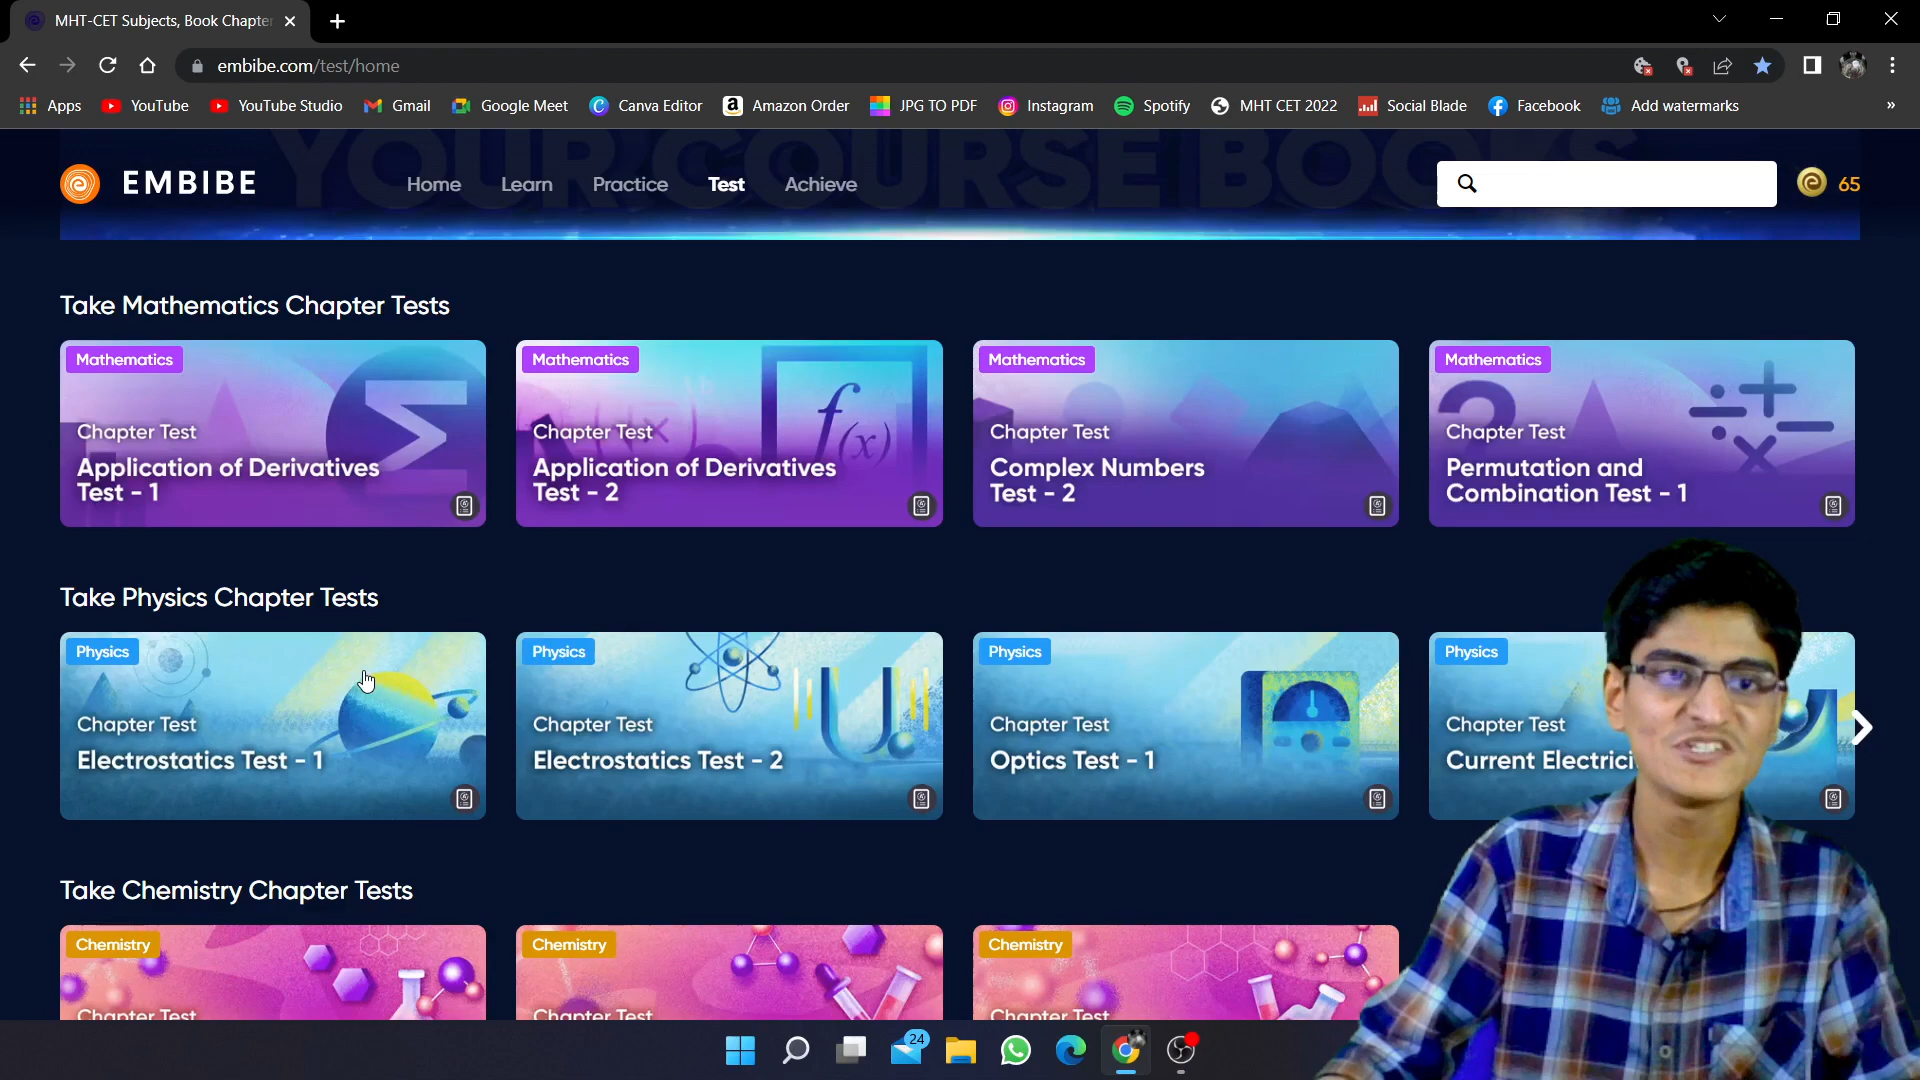 MHT-CET Subjects, Book Chapter
embibe.com/test/home
Apps YouTube YouTube Studio Gmail Google Meet Canva Editor Amazon Order JPG TO PDF Instagram Spotify MHT CET 2022 Social Blade Facebook Add watermarks »
YOUR COURSE BOOKS
EMBIBE Home Learn Practice Test Achieve 65
Take Mathematics Chapter Tests
Mathematics Mathematics Mathematics Mathematics
Chapter Test Chapter Test Chapter Test Chapter Test
Application of Derivatives Application of Derivatives Complex Numbers Permutation and
Test - 1 Test - 2 Test - 2 Combination Test - 1
f(x)
Take Physics Chapter Tests
Physics Physics Physics Physics
Chapter Test Chapter Test Chapter Test Chapter Test
Electrostatics Test - 1 Electrostatics Test - 2 Optics Test - 1 Current Electrici
Take Chemistry Chapter Tests
Chemistry Chemistry Chemistry
Chapter Test Chapter Test Chapter Test
24